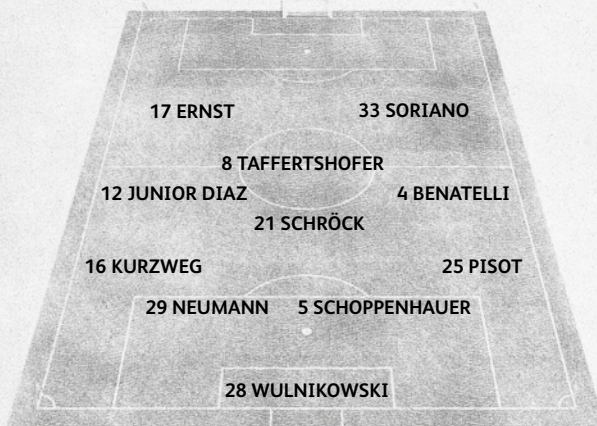 17 ERNST
33 SORIANO
8 TAFFERTSHOFER
12 JUNIOR DIAZ
4 BENATELLI
21 SCHRÖCK
16 KURZWEG
25 PISOT
29 NEUMANN
5 SCHOPPENHAUER
28 WULNIKOWSKI